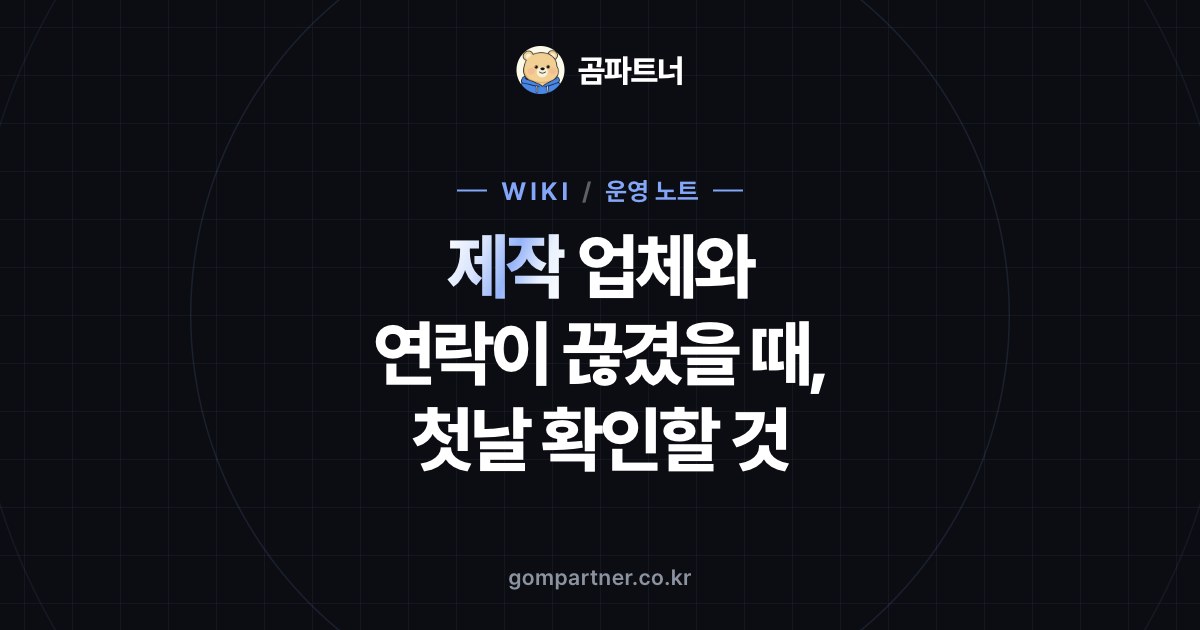 곰파트너
WIKI / 운영 노트
제작 업체와
연락이 끊겼을 때,
첫날 확인할 것
gompartner.co.kr